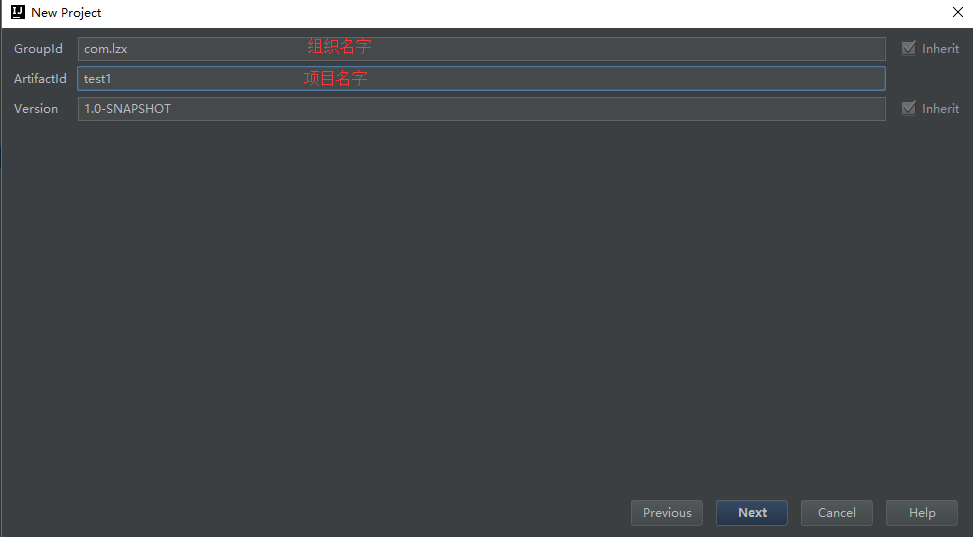 IJ New Project
GroupId com.lzx 组织名字 Inherit
ArtifactId test1 项目名字
Version 1.0-SNAPSHOT Inherit
Previous Next Cancel Help